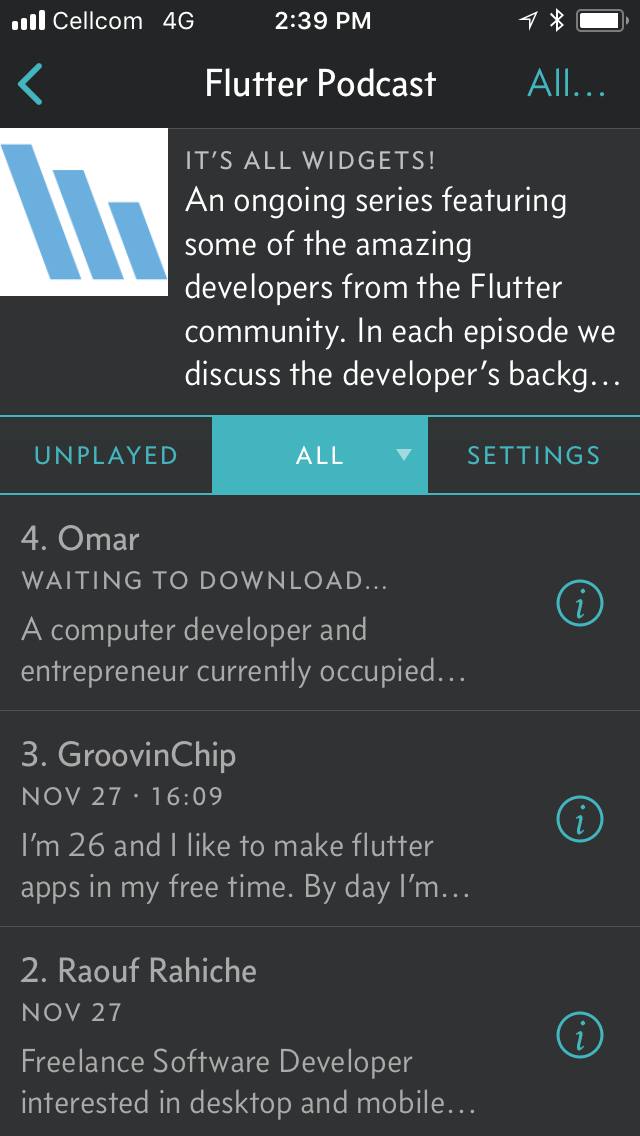 Cellcom 4G 2:39 PM
Flutter Podcast All...
IT'S ALL WIDGETS!
An ongoing series featuring
some of the amazing
developers from the Flutter
community. In each episode we
discuss the developer's backg...
UNPLAYED ALL SETTINGS
4. Omar
WAITING TO DOWNLOAD...
A computer developer and
entrepreneur currently occupied...
3. GroovinChip
NOV 27 · 16:09
I'm 26 and I like to make flutter
apps in my free time. By day I'm...
2. Raouf Rahiche
NOV 27
Freelance Software Developer
interested in desktop and mobile...